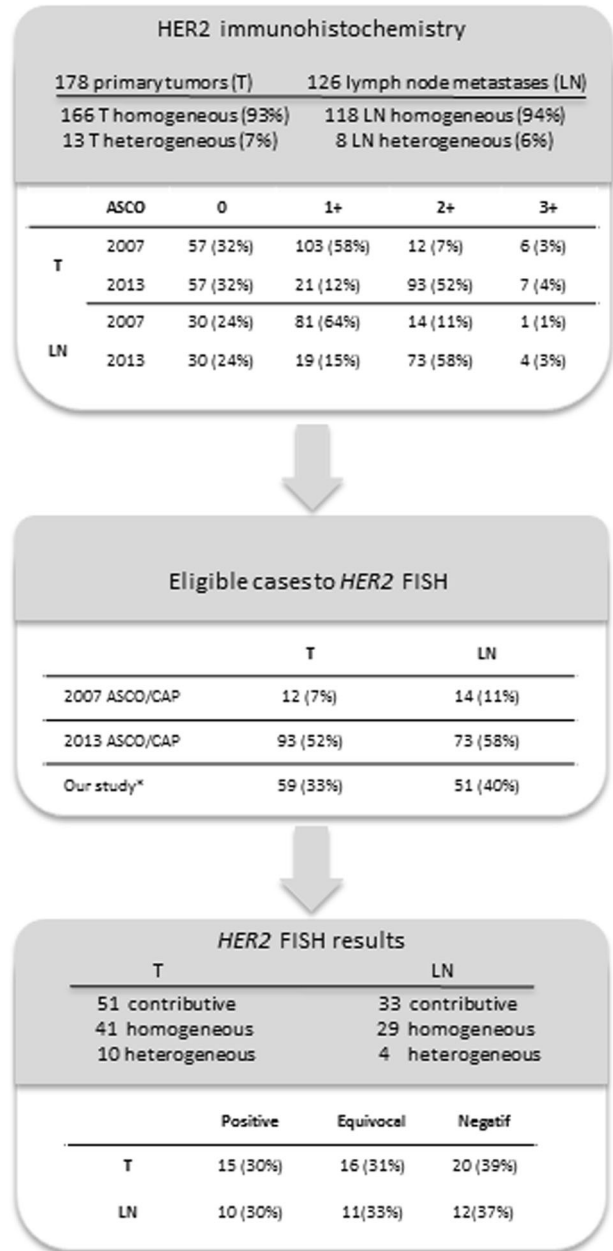 HER2 immunohistochemistry
178 primary tumors (T) 126 lymph node metastases (LN)
166 T homogeneous (93%) 118 LN homogeneous (94%)
13 T heterogeneous (7%) 8 LN heterogeneous (6%)
ASCO 0 1+ 2+ 3+
2007 57 (32%) 103 (58%) 12 (7%) 6 (3%)
T
2013 57 (32%) 21 (12%) 93 (52%) 7 (4%)
2007 30 (24%) 81 (64%) 14 (11%) 1 (1%)
LN
2013 30 (24%) 19 (15%) 73 (58%) 4 (3%)
Eligible cases to HER2 FISH
T LN
2007 ASCO/CAP 12 (7%) 14 (11%)
2013 ASCO/CAP 93 (52%) 73 (58%)
Our study* 59 (33%) 51 (40%)
HER2 FISH results
T LN
51 contributive 33 contributive
41 homogeneous 29 homogeneous
10 heterogeneous 4 heterogeneous
Positive Equivocal Negatif
T 15 (30%) 16 (31%) 20 (39%)
LN 10 (30%) 11(33%) 12(37%)